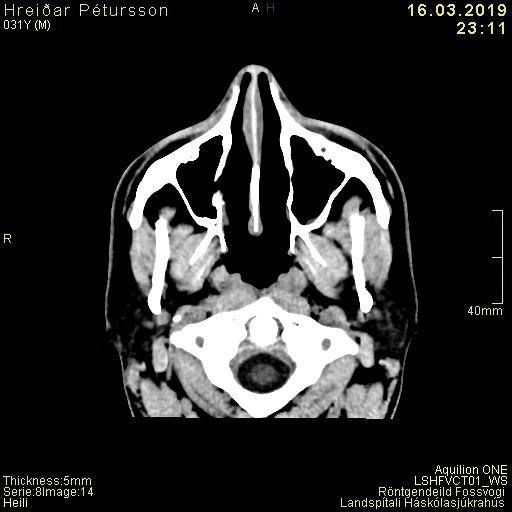 Hreiðar Pétursson
031Y (M)
A H
16.03.2019
23:11
R
40mm
Thickness:5mm
Serie:8Image:14
Heili
Aquilion ONE
LSHFVCT01_WS
Röntgendeild Fossvogi
Landspítali Háskólasjúkrahús